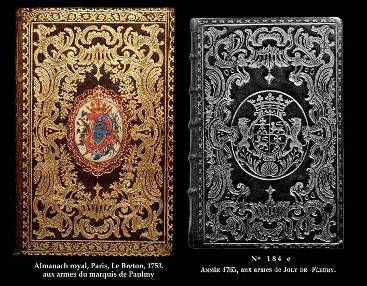 Almanach royal, Paris, Le Breton, 1753.
aux armes du marquis de Paulmy
Nº 184 e
ANNÉE 1765, aux armes de JOLY DE FLEURY.